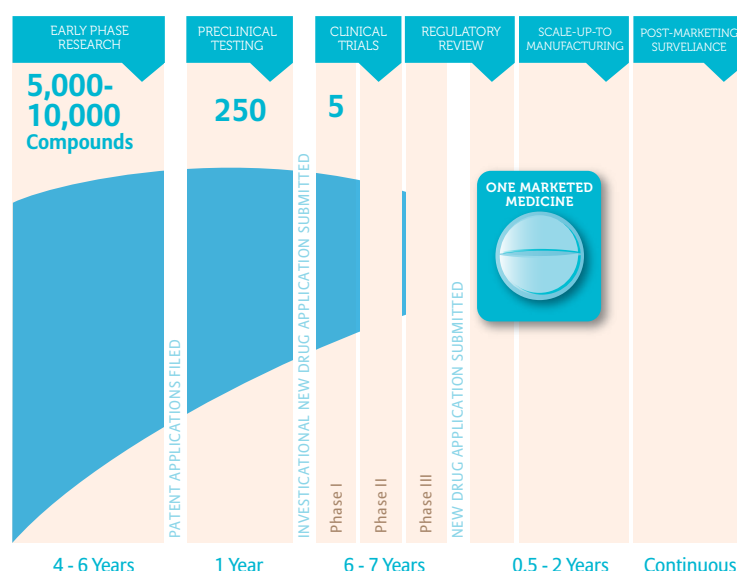 EARLY PHASE
RESEARCH
PRECLINICAL
TESTING
CLINICAL
TRIALS
REGULATORY
REVIEW
SCALE-UP-TO
MANUFACTURING
POST-MARKETING
SURVELIANCE
5,000-
10,000
Compounds
250
5
PATENT APPLICATIONS FILED
INVESTICATIONAL NEW DRUG APPLICATION SUBMITTED
Phase I
Phase II
Phase III
NEW DRUG APPLICATION SUBMITTED
ONE MARKETED
MEDICINE
4 - 6 Years
1 Year
6 - 7 Years
0.5 - 2 Years
Continuous